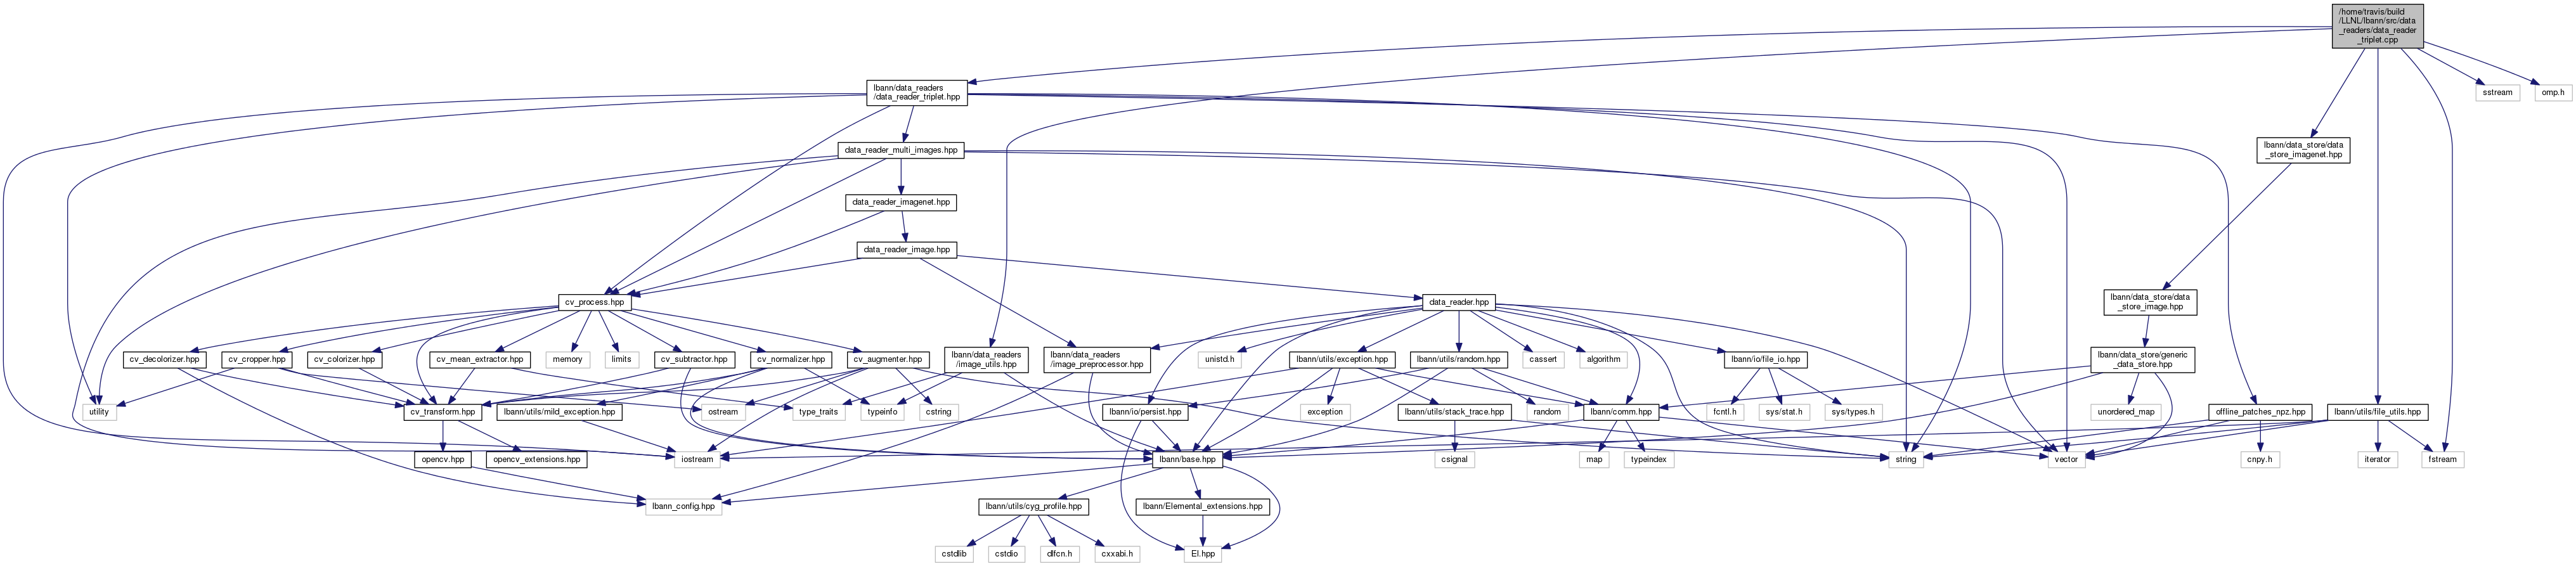 /home/travis/build
/LLNL/lbann/src/data
_readers/data_reader
_triplet.cpp
lbann/data_readers
/data_reader_triplet.hpp
sstream
omp.h
data_reader_multi_images.hpp
lbann/data_store/data
_store_imagenet.hpp
data_reader_imagenet.hpp
data_reader_image.hpp
cv_process.hpp
data_reader.hpp
lbann/data_store/data
_store_image.hpp
cv_decolorizer.hpp
cv_cropper.hpp
cv_colorizer.hpp
cv_mean_extractor.hpp
memory
limits
cv_subtractor.hpp
cv_normalizer.hpp
cv_augmenter.hpp
lbann/data_readers
/image_utils.hpp
lbann/data_readers
/image_preprocessor.hpp
unistd.h
lbann/utils/exception.hpp
lbann/utils/random.hpp
cassert
algorithm
lbann/io/file_io.hpp
lbann/data_store/generic
_data_store.hpp
utility
cv_transform.hpp
lbann/utils/mild_exception.hpp
ostream
type_traits
typeinfo
cstring
lbann/io/persist.hpp
exception
lbann/utils/stack_trace.hpp
random
lbann/comm.hpp
fcntl.h
sys/stat.h
sys/types.h
unordered_map
offline_patches_npz.hpp
lbann/utils/file_utils.hpp
opencv.hpp
opencv_extensions.hpp
iostream
lbann/base.hpp
csignal
map
typeindex
string
vector
cnpy.h
iterator
fstream
lbann_config.hpp
lbann/utils/cyg_profile.hpp
lbann/Elemental_extensions.hpp
cstdlib
cstdio
dlfcn.h
cxxabi.h
El.hpp